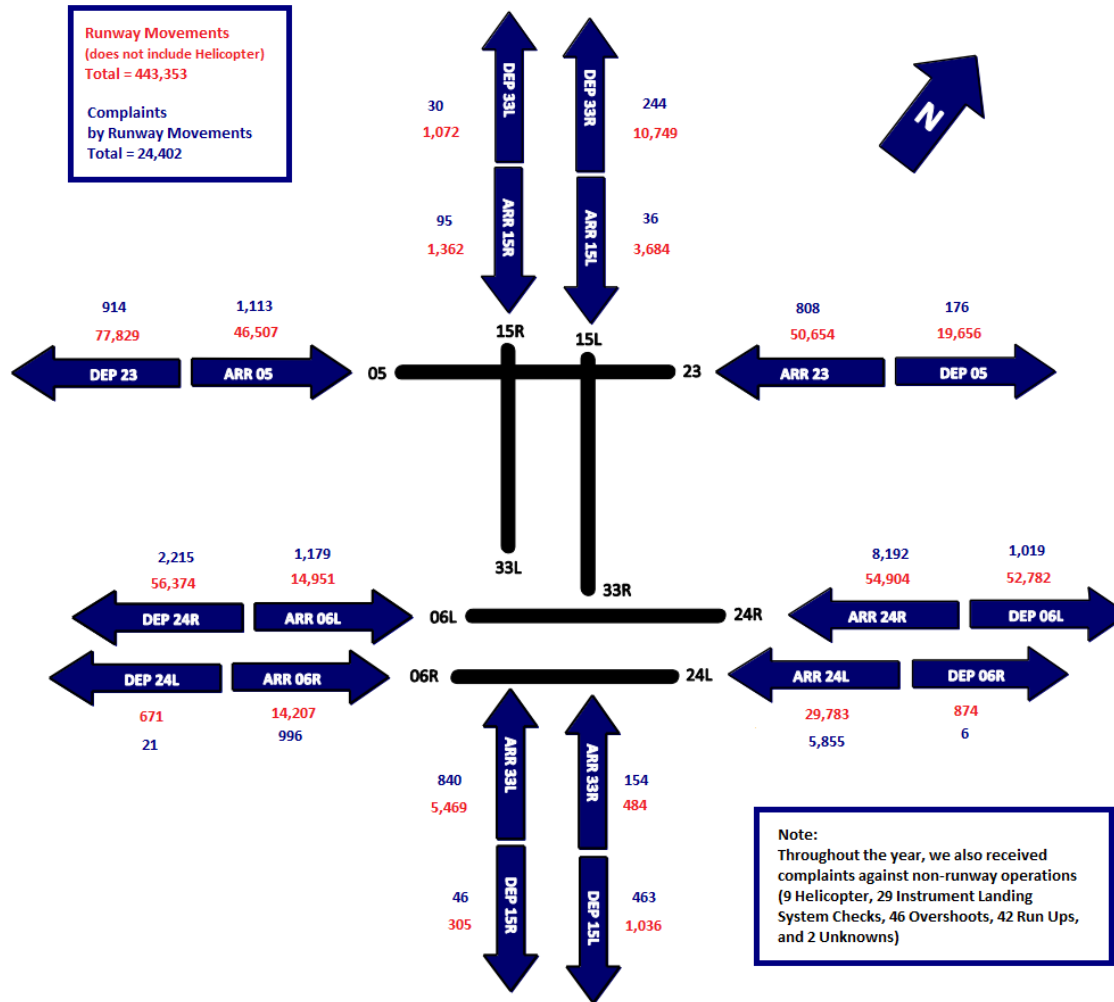 Runway Movements
(does not include Helicopter)
Total = 443,353
Complaints
by Runway Movements
Total = 24,402
N
DEP 33L
30
1,072
DEP 33R
244
10,749
ARR 15R
95
1,362
ARR 15L
36
3,684
15R
15L
914
77,829
DEP 23
1,113
46,507
ARR 05
05
23
808
50,654
ARR 23
176
19,656
DEP 05
33L
33R
2,215
56,374
DEP 24R
1,179
14,951
ARR 06L
06L
24R
8,192
54,904
ARR 24R
1,019
52,782
DEP 06L
DEP 24L
671
21
ARR 06R
14,207
996
06R
24L
ARR 24L
29,783
5,855
DEP 06R
874
6
840
5,469
ARR 33L
ARR 33R
154
484
46
305
DEP 15R
DEP 15L
463
1,036
Note:
Throughout the year, we also received
complaints against non-runway operations
(9 Helicopter, 29 Instrument Landing
System Checks, 46 Overshoots, 42 Run Ups,
and 2 Unknowns)